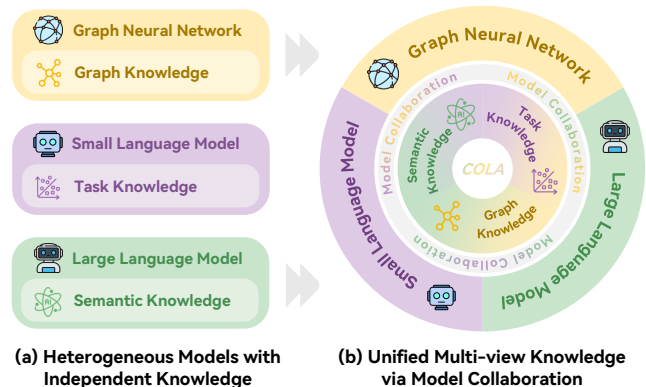 Graph Neural Network
Graph Knowledge
Small Language Model
Task Knowledge
Large Language Model
AI
Semantic Knowledge
(a) Heterogeneous Models with
Independent Knowledge
Graph Neural Network
Small Language Model
Large Language Model
Model Collaboration
Model Collaboration
Model Collaboration
AI
Semantic
Knowledge
Task
Knowledge
Graph
Knowledge
COLA
(b) Unified Multi-view Knowledge
via Model Collaboration